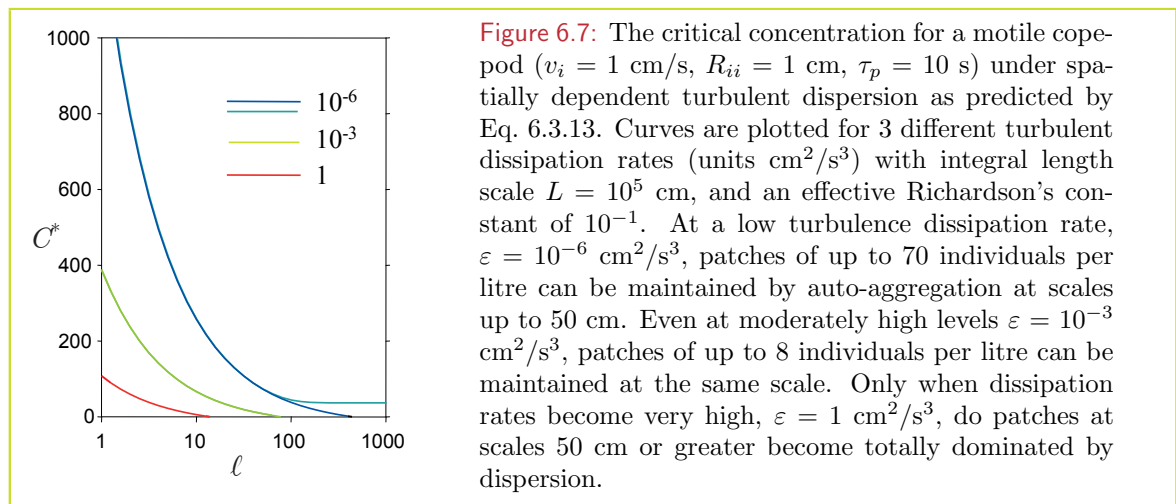 1000
800
600
C*
400
200
0
1
10
100
1000
ℓ
10⁻⁶
10⁻³
1
Figure 6.7: The critical concentration for a motile cope-
pod (vᵢ = 1 cm/s, Rᵢᵢ = 1 cm, τₚ = 10 s) under spa-
tially dependent turbulent dispersion as predicted by
Eq. 6.3.13. Curves are plotted for 3 different turbulent
dissipation rates (units cm²/s³) with integral length
scale L = 10⁵ cm, and an effective Richardson's con-
stant of 10⁻¹. At a low turbulence dissipation rate,
ε = 10⁻⁶ cm²/s³, patches of up to 70 individuals per
litre can be maintained by auto-aggregation at scales
up to 50 cm. Even at moderately high levels ε = 10⁻³
cm²/s³, patches of up to 8 individuals per litre can be
maintained at the same scale. Only when dissipation
rates become very high, ε = 1 cm²/s³, do patches at
scales 50 cm or greater become totally dominated by
dispersion.